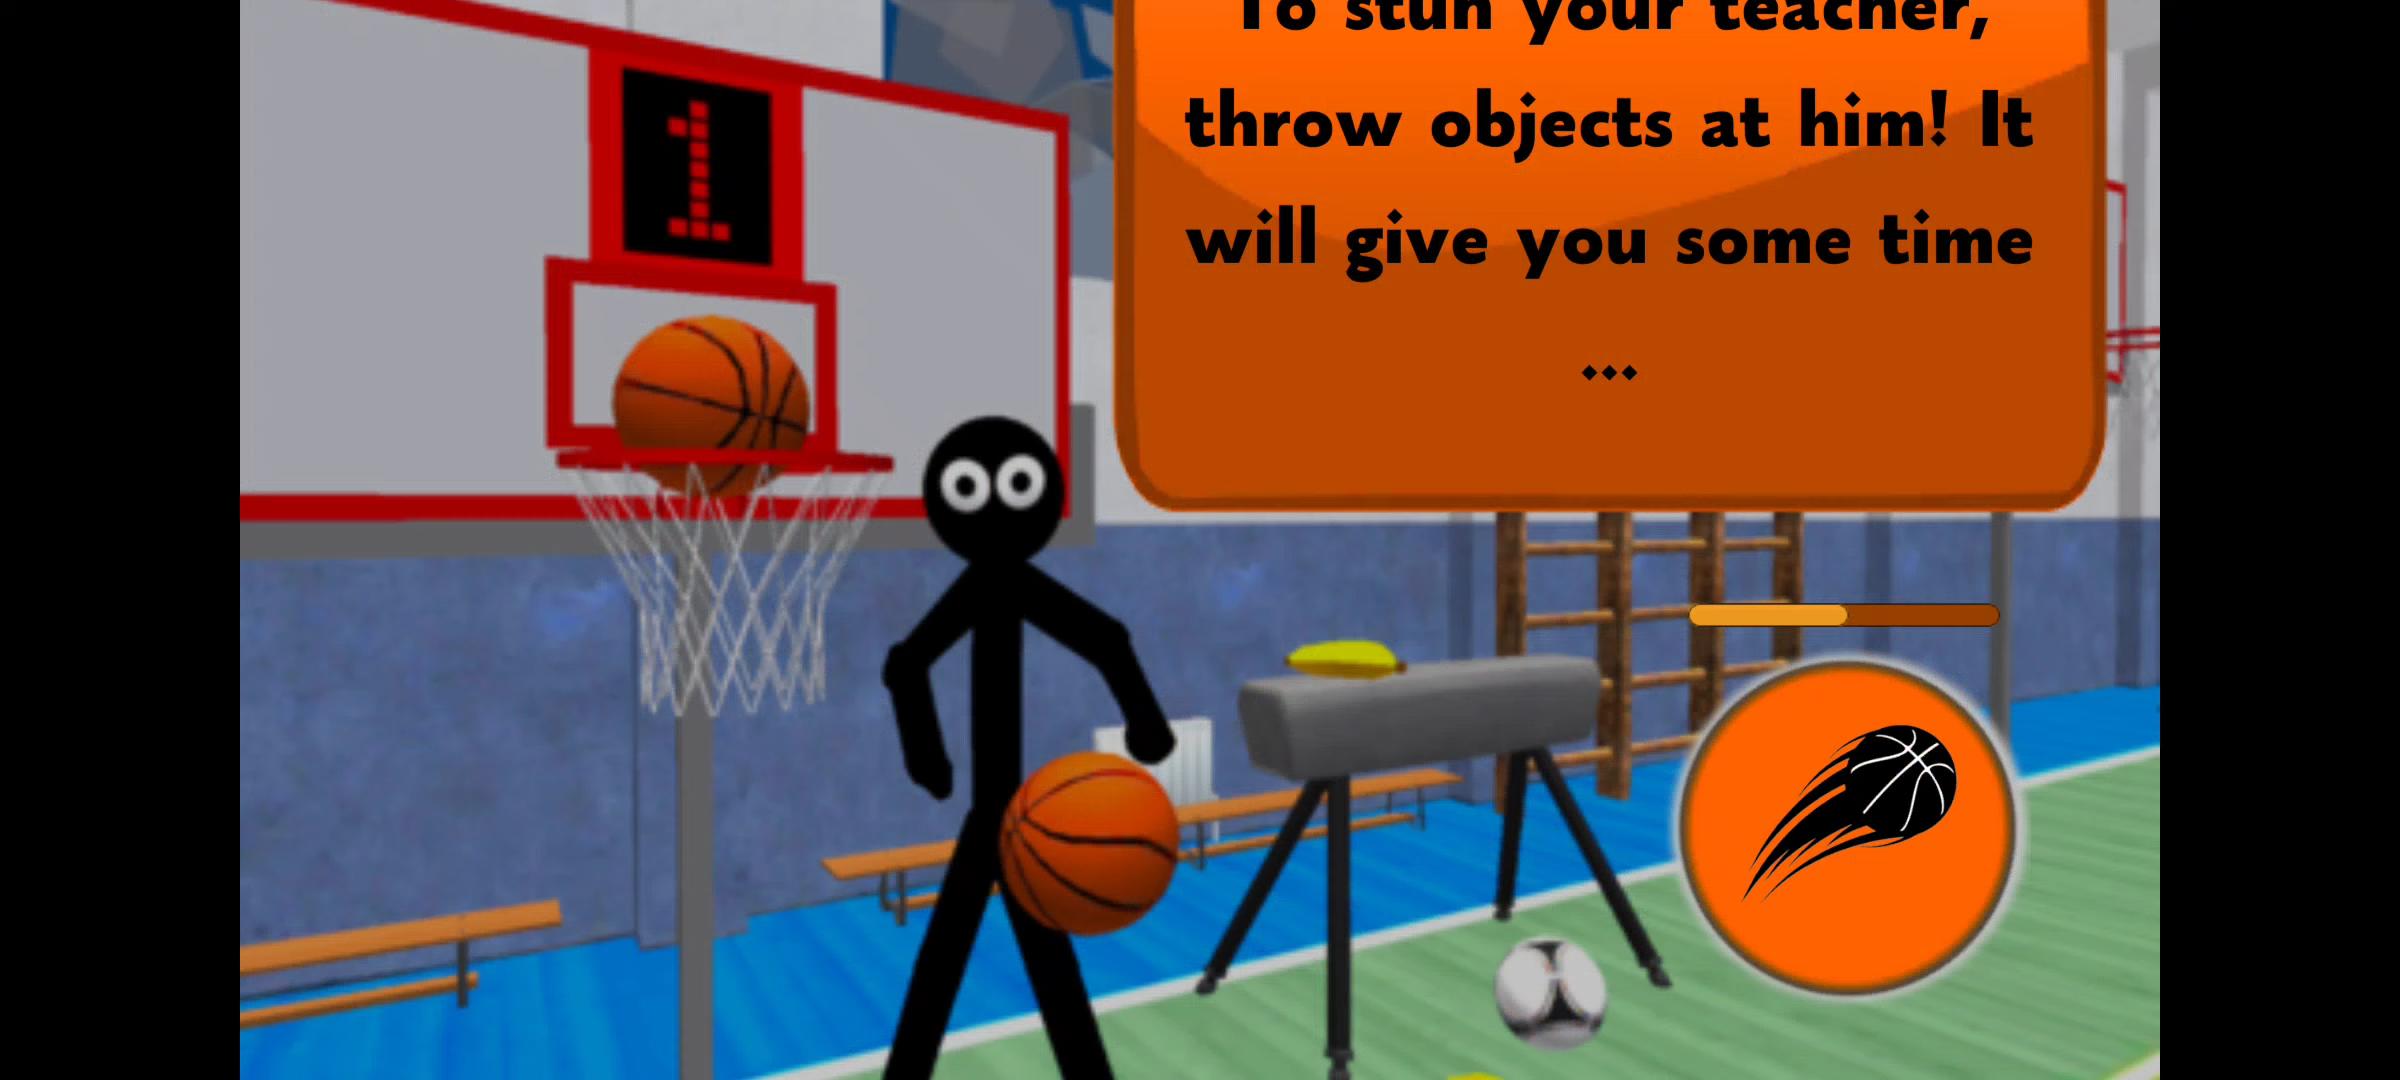 To stun your teacher,
1
throw objects at him! It
will give you some time
...